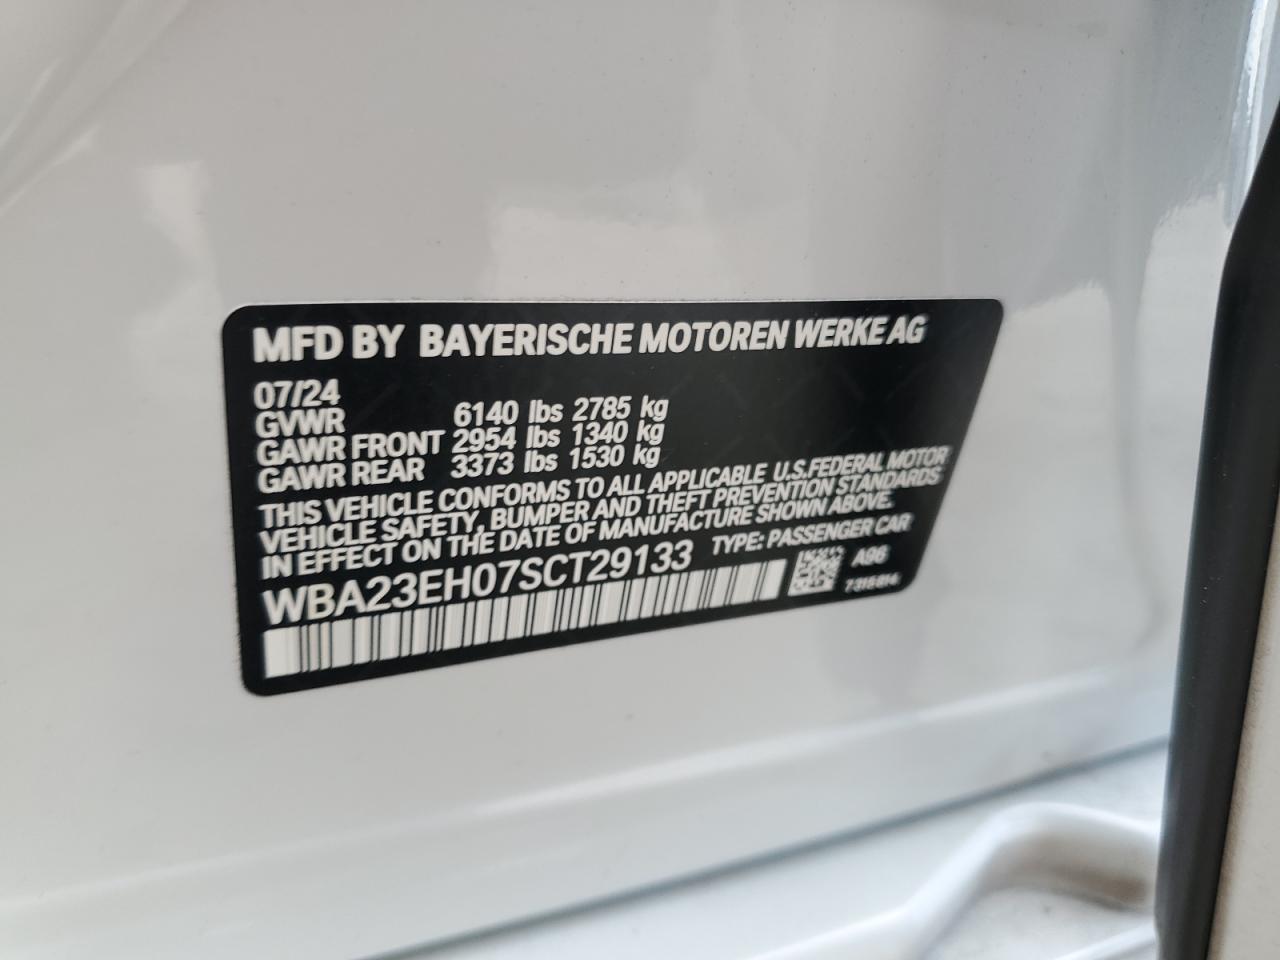 MFD BY BAYERISCHE MOTOREN WERKE AG
07/24
GVWR 6140 lbs 2785 kg
GAWR FRONT 2954 lbs 1340 kg
GAWR REAR 3373 lbs 1530 kg
THIS VEHICLE CONFORMS TO ALL APPLICABLE U.S.FEDERAL MOTOR
VEHICLE SAFETY, BUMPER AND THEFT PREVENTION STANDARDS
IN EFFECT ON THE DATE OF MANUFACTURE SHOWN ABOVE.
WBA23EH07SCT29133 TYPE: PASSENGER CAR
A96